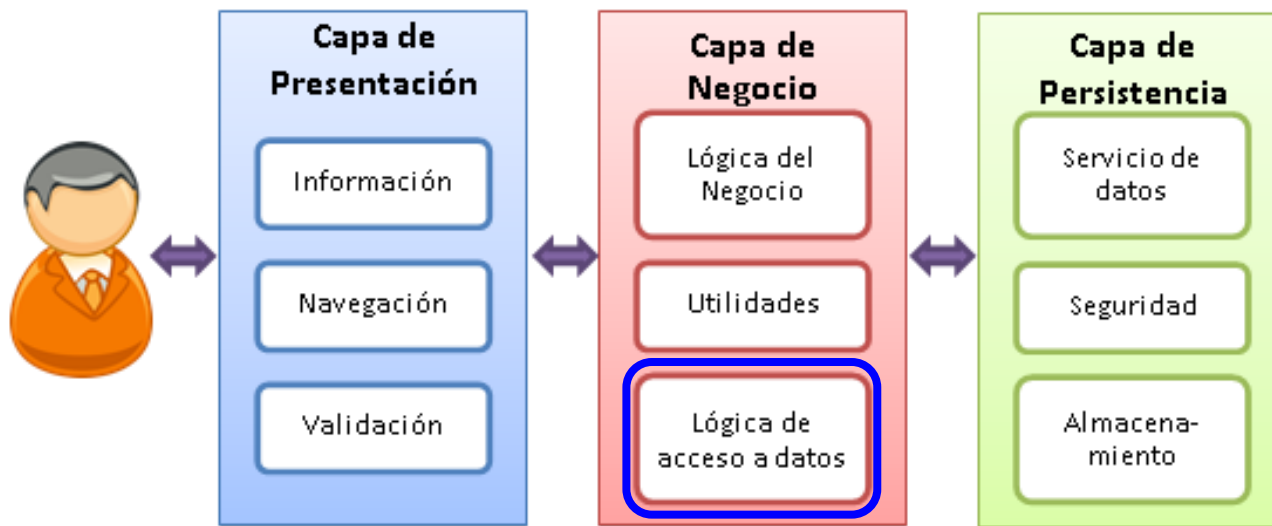 Capa de
Presentación
Información
Navegación
Validación
Capa de
Negocio
Lógica del
Negocio
Utilidades
Lógica de
acceso a datos
Capa de
Persistencia
Servicio de
datos
Seguridad
Almacena-
miento